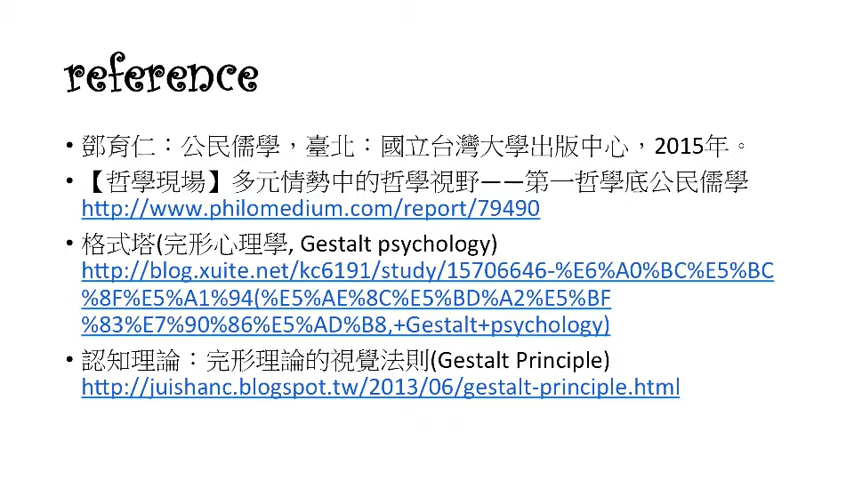 reference
• 鄧育仁：公民儒學，臺北：國立台灣大學出版中心，2015年。
• 【哲學現場】多元情勢中的哲學視野——第一哲學底公民儒學
http://www.philomedium.com/report/79490
• 格式塔(完形心理學, Gestalt psychology)
http://blog.xuite.net/kc6191/study/15706646-%E6%A0%BC%E5%BC
%8F%E5%A1%94(%E5%AE%8C%E5%BD%A2%E5%BF
%83%E7%90%86%E5%AD%B8,+Gestalt+psychology)
• 認知理論：完形理論的視覺法則(Gestalt Principle)
http://juishanc.blogspot.tw/2013/06/gestalt-principle.html